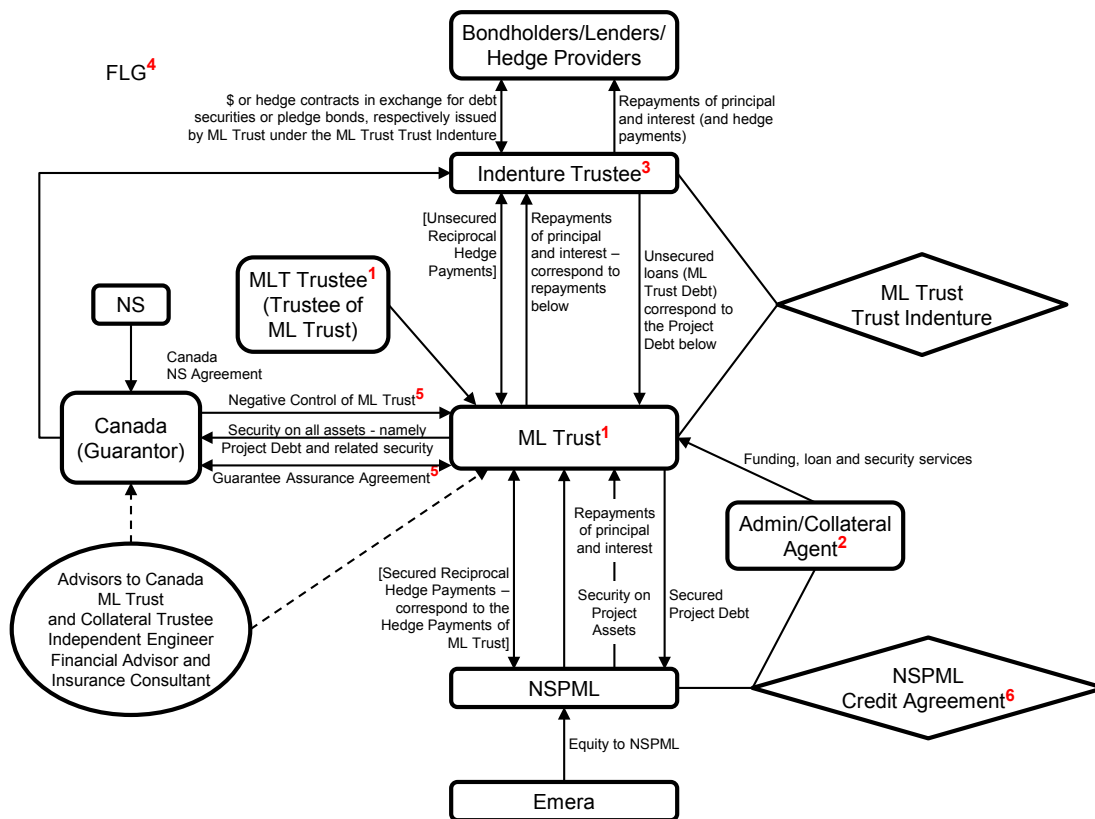 Bondholders/Lenders/
Hedge Providers
FLG4
$ or hedge contracts in exchange for debt
securities or pledge bonds, respectively issued
by ML Trust under the ML Trust Trust Indenture
Repayments of principal
and interest (and hedge
payments)
Indenture Trustee3
[Unsecured
Reciprocal
Hedge
Payments]
Repayments
of principal
and interest –
correspond to
repayments
below
Unsecured
loans (ML
Trust Debt)
correspond to
the Project
Debt below
MLT Trustee1
(Trustee of
ML Trust)
NS
ML Trust
Trust Indenture
Canada
NS Agreement
Canada
(Guarantor)
Negative Control of ML Trust5
Security on all assets - namely
Project Debt and related security
Guarantee Assurance Agreement5
ML Trust1
Funding, loan and security services
Admin/Collateral
Agent2
Advisors to Canada
ML Trust
and Collateral Trustee
Independent Engineer
Financial Advisor and
Insurance Consultant
[Secured Reciprocal
Hedge Payments –
correspond to the
Hedge Payments of
ML Trust]
Repayments
of principal
and interest
Security on
Project
Assets
Secured
Project Debt
NSPML
NSPML
Credit Agreement6
Equity to NSPML
Emera